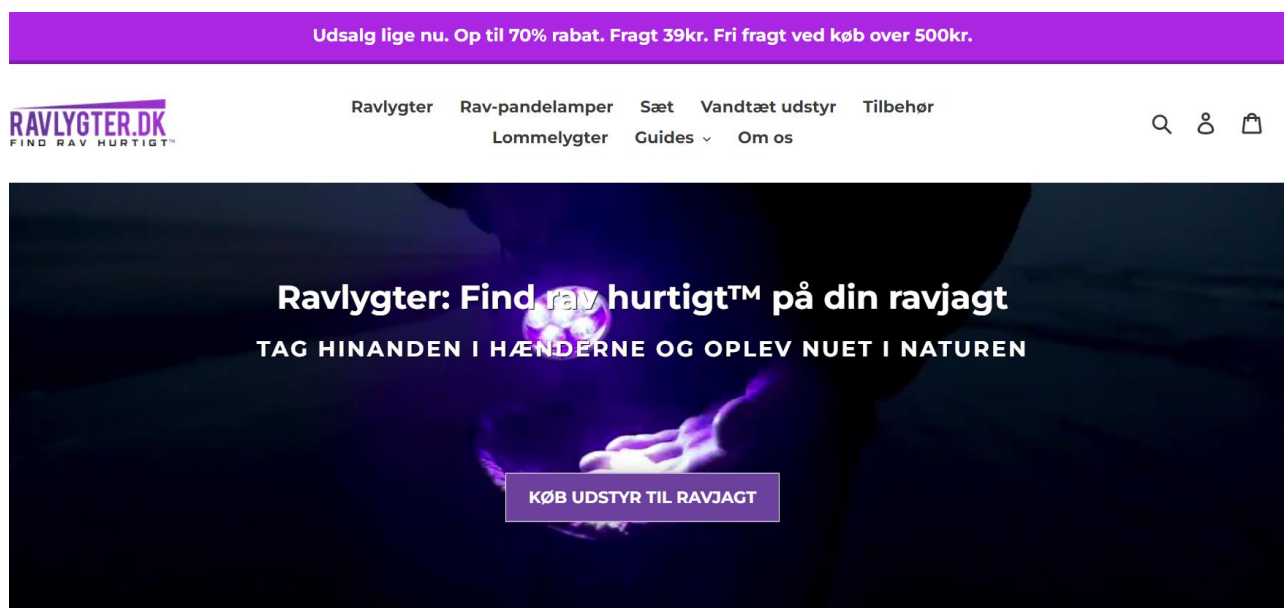 Udsalg lige nu. Op til 70% rabat. Fragt 39kr. Fri fragt ved køb over 500kr.
RAVLYGTER.DK
FIND RAV HURTIGT™
Ravlygter Rav-pandelamper Sæt Vandtæt udstyr Tilbehør
Lommelygter Guides Om os
Ravlygter: Find rav hurtigt™ på din ravjagt
TAG HINANDEN I HÆNDERNE OG OPLEV NUET I NATUREN
KØB UDSTYR TIL RAVJAGT